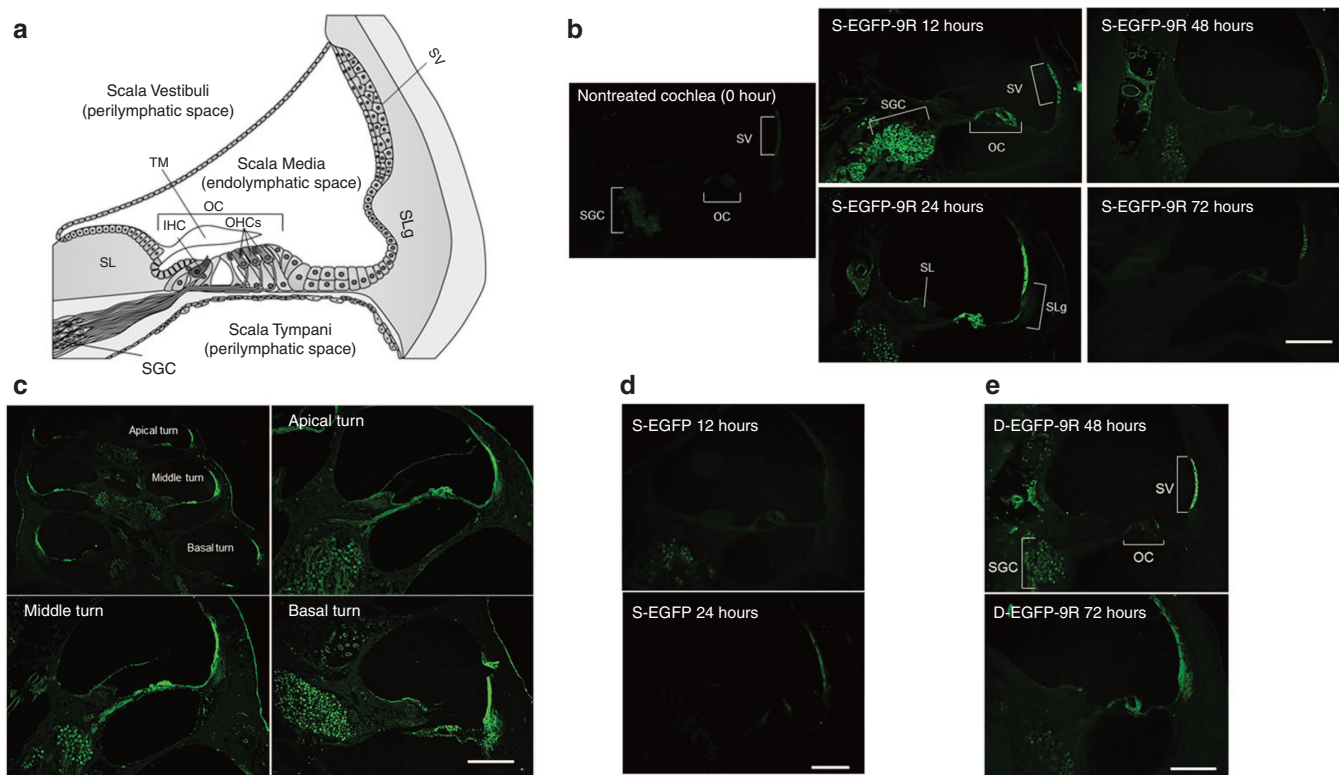 a
Scala Vestibuli
(perilymphatic space)
SV
TM
Scala Media
(endolymphatic space)
OC
IHC
OHCs
SL
SLg
Scala Tympani
(perilymphatic space)
SGC
b
Nontreated cochlea (0 hour)
SV
SGC
OC
S-EGFP-9R 12 hours
SV
SGC
OC
S-EGFP-9R 48 hours
S-EGFP-9R 24 hours
SL
SLg
S-EGFP-9R 72 hours
c
Apical turn
Middle turn
Basal turn
Apical turn
Middle turn
Basal turn
d
S-EGFP 12 hours
S-EGFP 24 hours
e
D-EGFP-9R 48 hours
SV
OC
SGC
D-EGFP-9R 72 hours